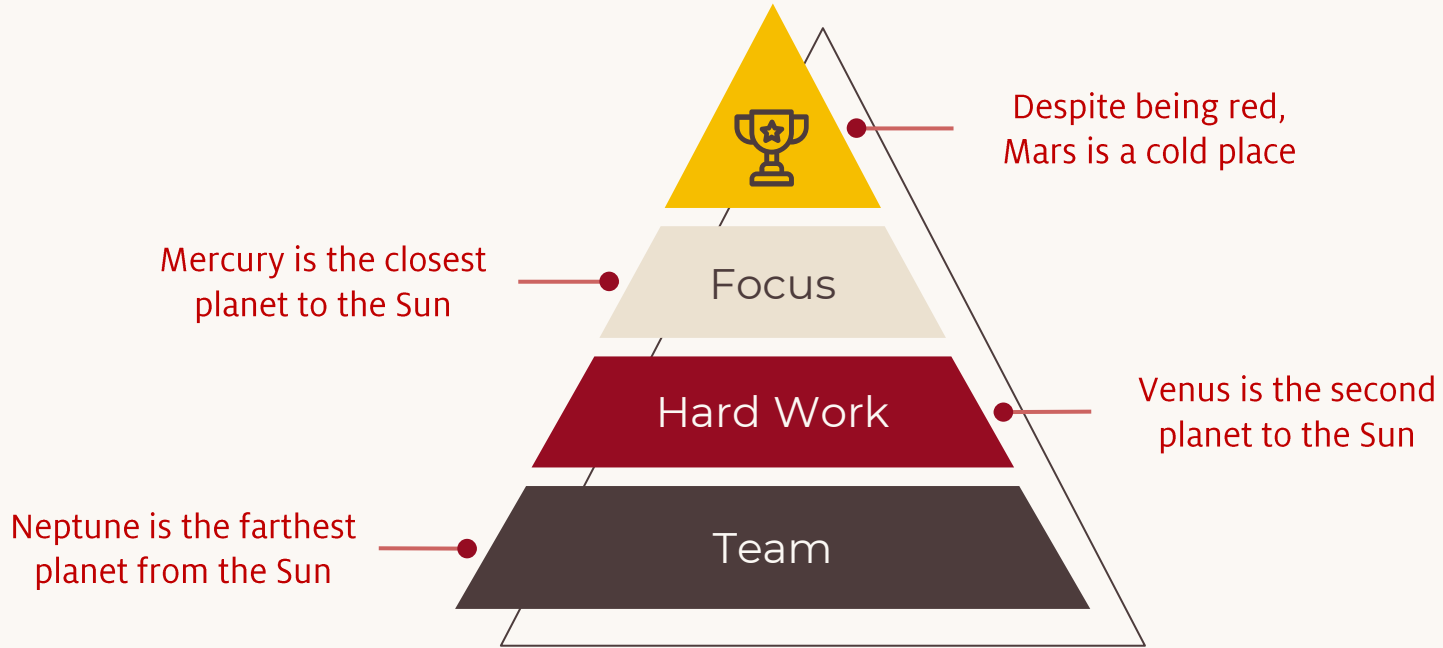 Despite being red,
Mars is a cold place
Mercury is the closest
planet to the Sun
Focus
Hard Work
Venus is the second
planet to the Sun
Neptune is the farthest
planet from the Sun
Team